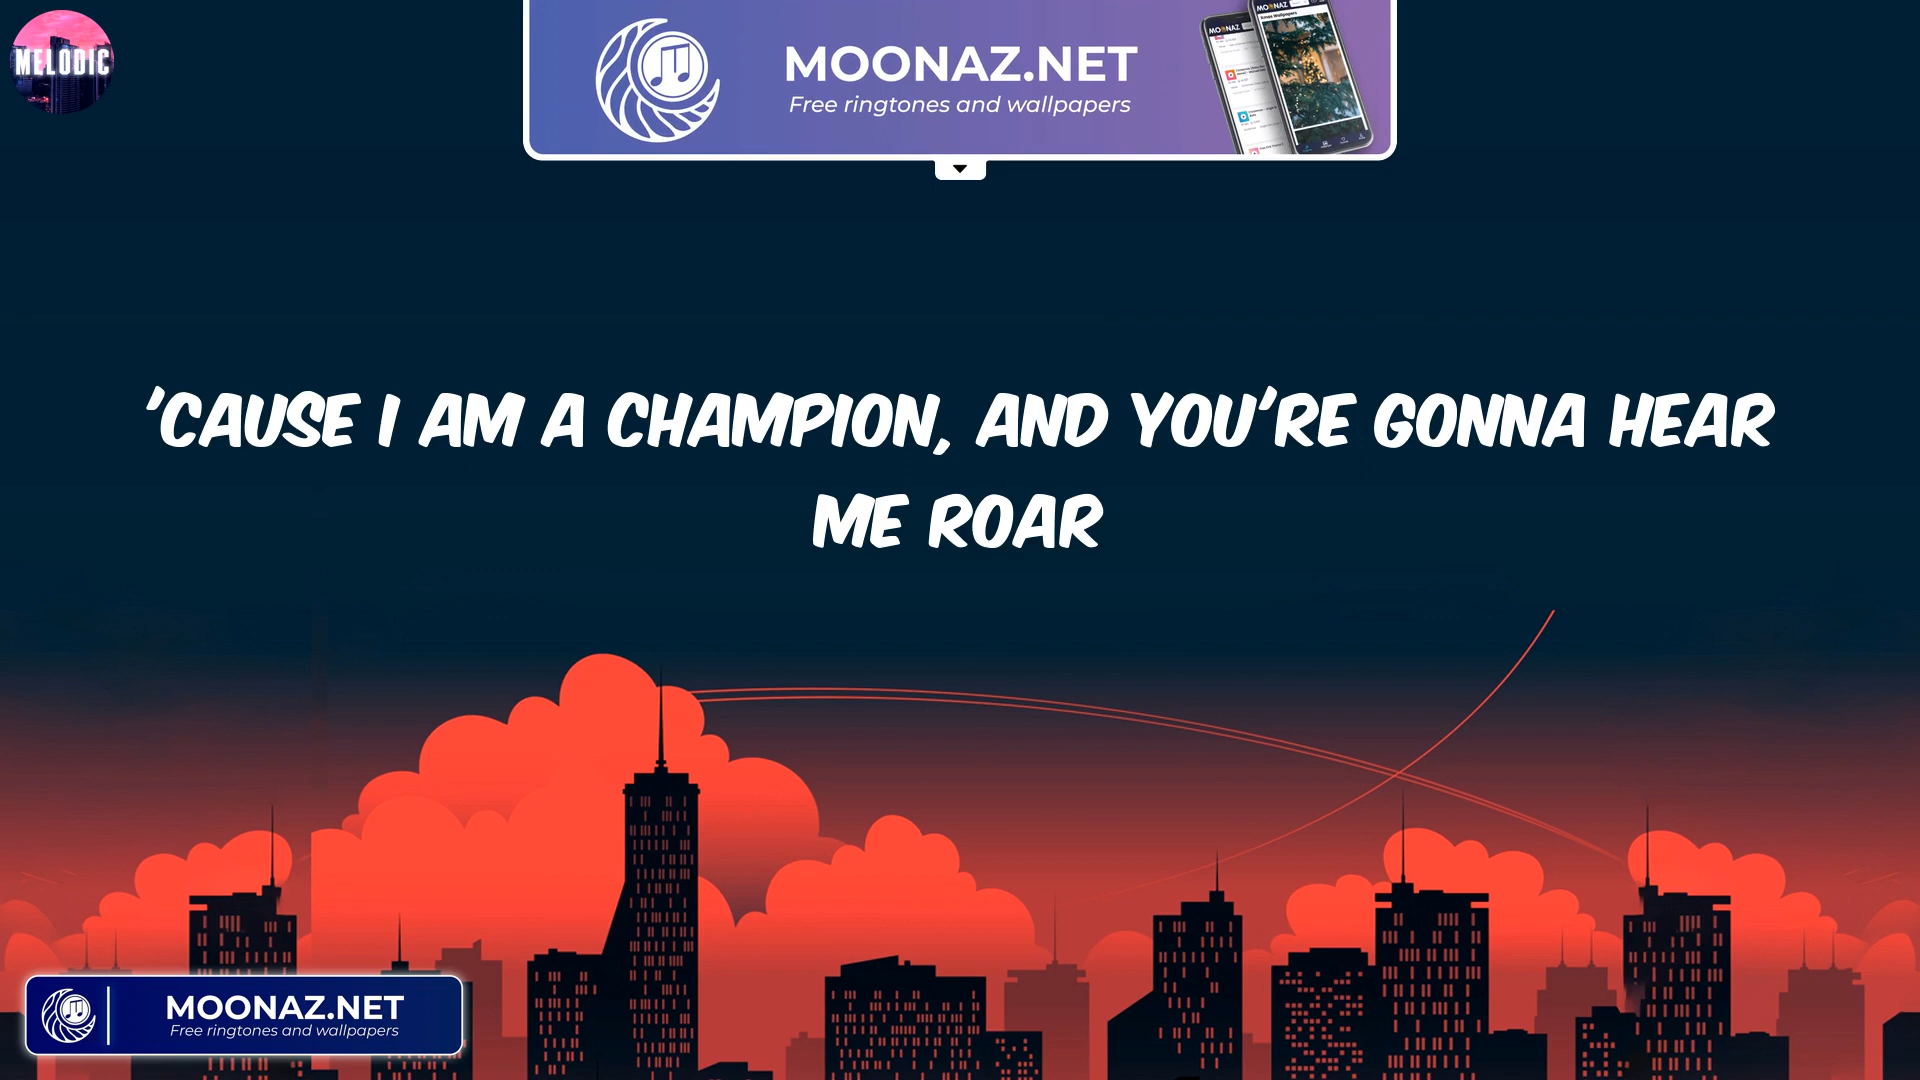 MELODIC
MOONAZ.NET
Free ringtones and wallpapers
'CAUSE I AM A CHAMPION, AND YOU'RE GONNA HEAR
ME ROAR
MOONAZ.NET
Free ringtones and wallpapers